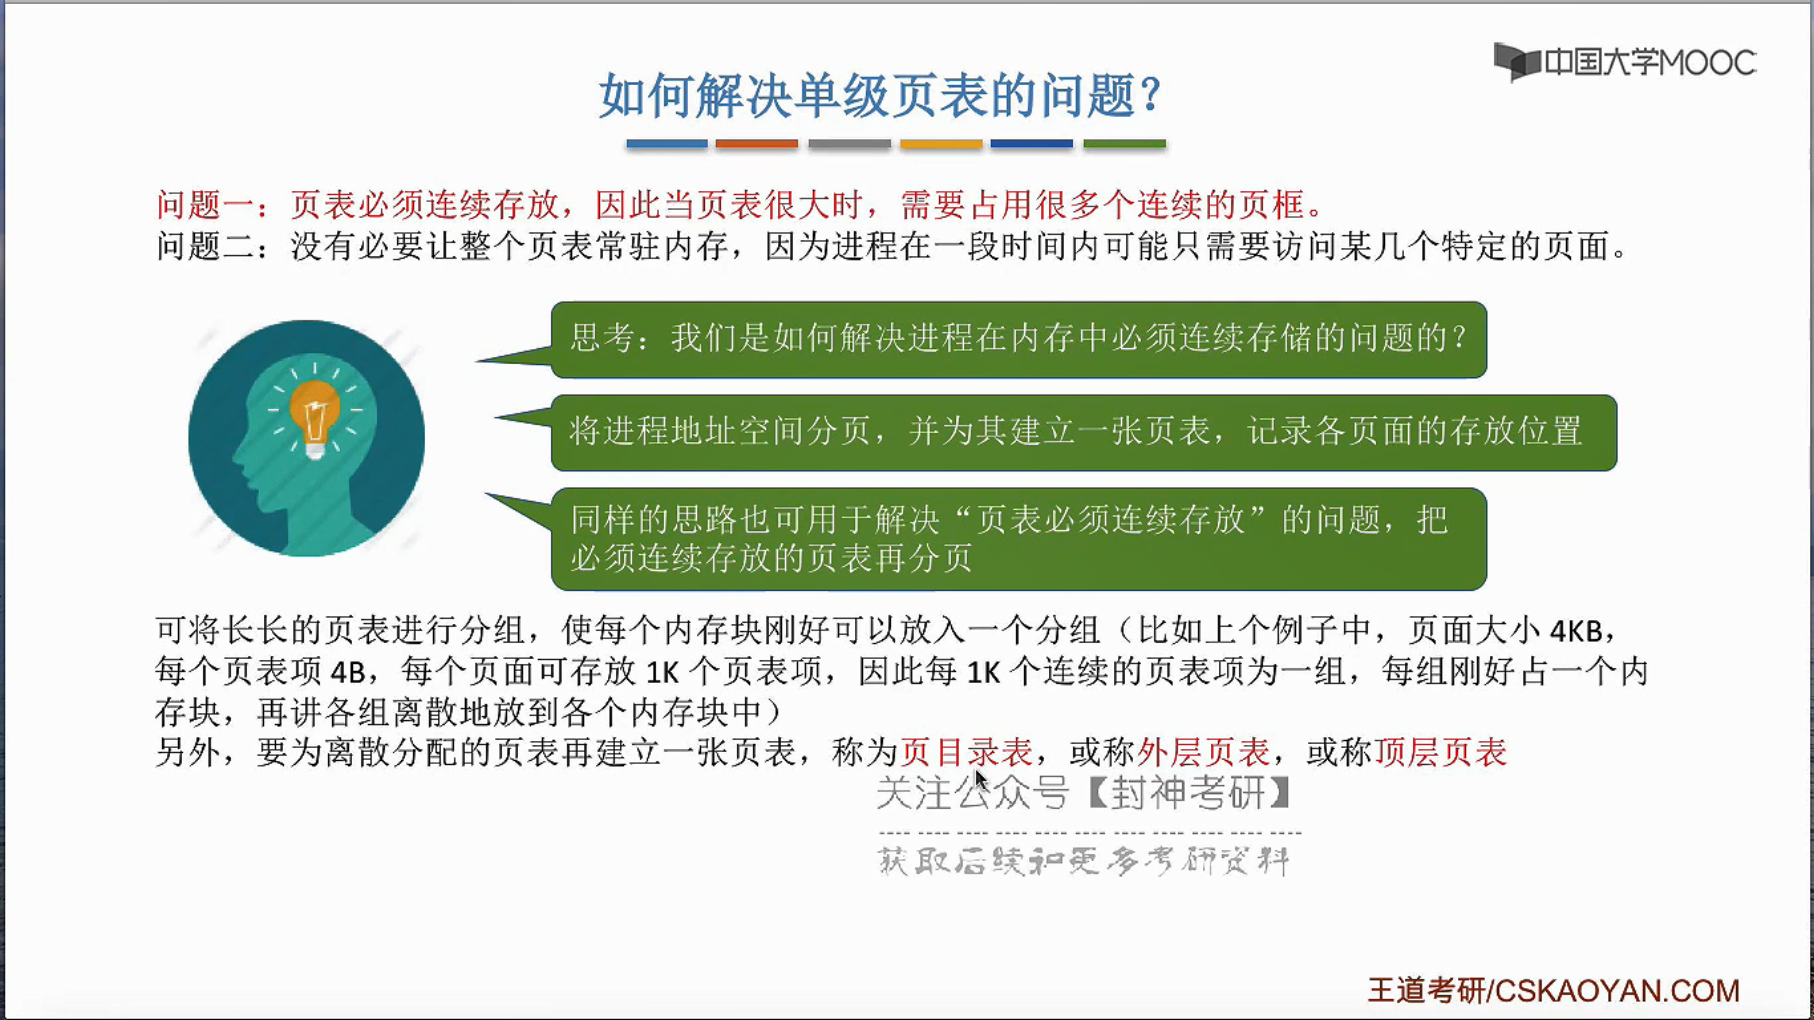 中国大学MOOC
如何解决单级页表的问题？
问题一：页表必须连续存放，因此当页表很大时，需要占用很多个连续的页框。
问题二：没有必要让整个页表常驻内存，因为进程在一段时间内可能只需要访问某几个特定的页面。
思考：我们是如何解决进程在内存中必须连续存储的问题的？
将进程地址空间分页，并为其建立一张页表，记录各页面的存放位置
同样的思路也可用于解决“页表必须连续存放”的问题，把
必须连续存放的页表再分页
可将长长的页表进行分组，使每个内存块刚好可以放入一个分组（比如上个例子中，页面大小 4KB，
每个页表项 4B，每个页面可存放 1K 个页表项，因此每 1K 个连续的页表项为一组，每组刚好占一个内
存块，再讲各组离散地放到各个内存块中）
另外，要为离散分配的页表再建立一张页表，称为页目录表，或称外层页表，或称顶层页表
关注公众号【封神考研】
获取后续和更多考研资料
王道考研/CSKAOYAN.COM